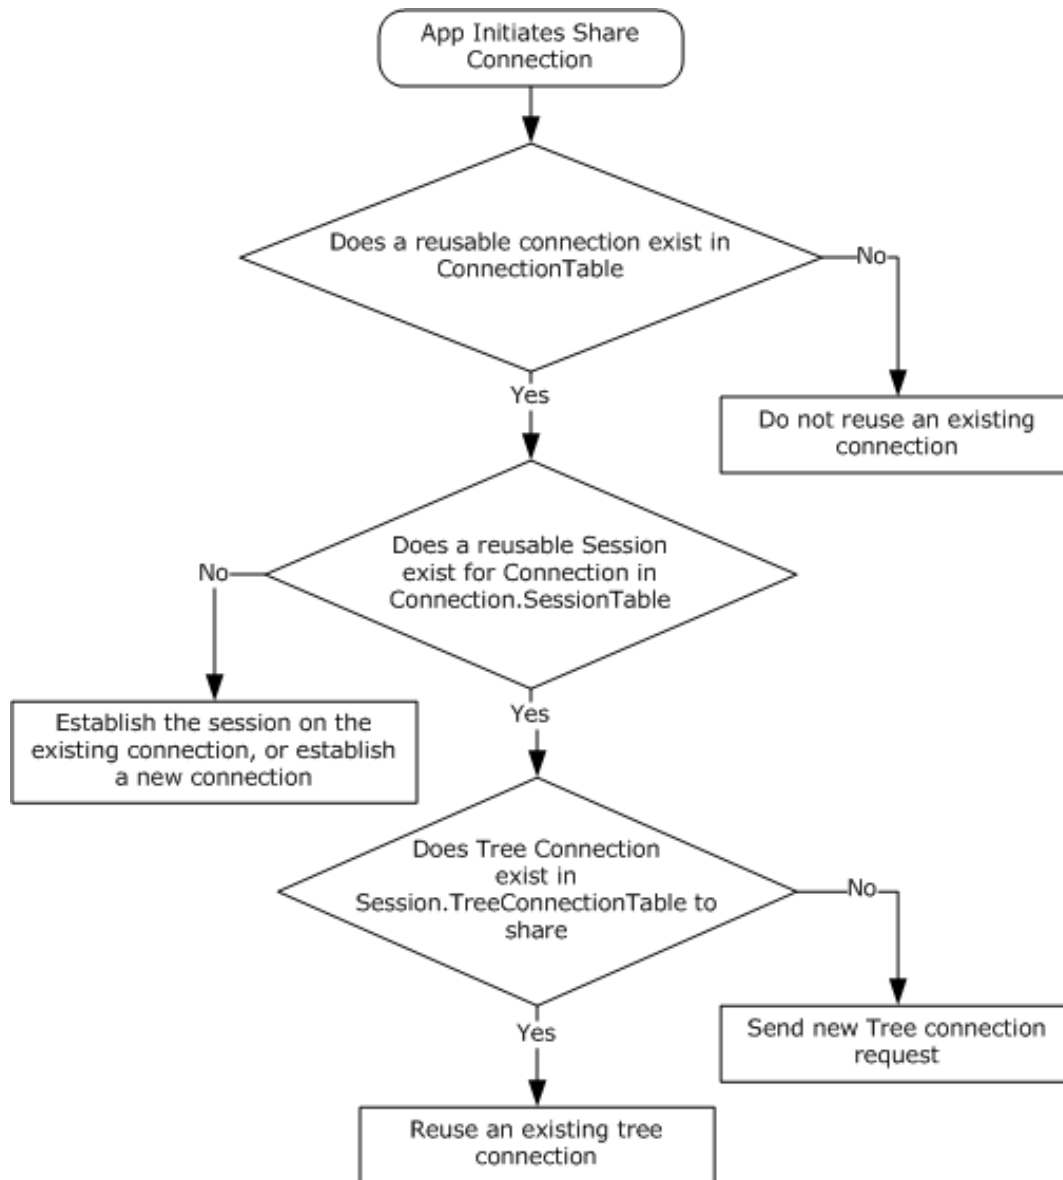 App Initiates Share
Connection
Does a reusable connection exist in
ConnectionTable
No
Yes
Do not reuse an existing
connection
Does a reusable Session
exist for Connection in
Connection.SessionTable
No
Yes
Establish the session on the
existing connection, or establish
a new connection
Does Tree Connection
exist in
Session.TreeConnectionTable to
share
No
Yes
Send new Tree connection
request
Reuse an existing tree
connection